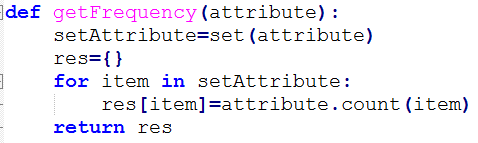 def getFrequency(attribute):
    setAttribute=set(attribute)
    res={}
    for item in setAttribute:
        res[item]=attribute.count(item)
    return res